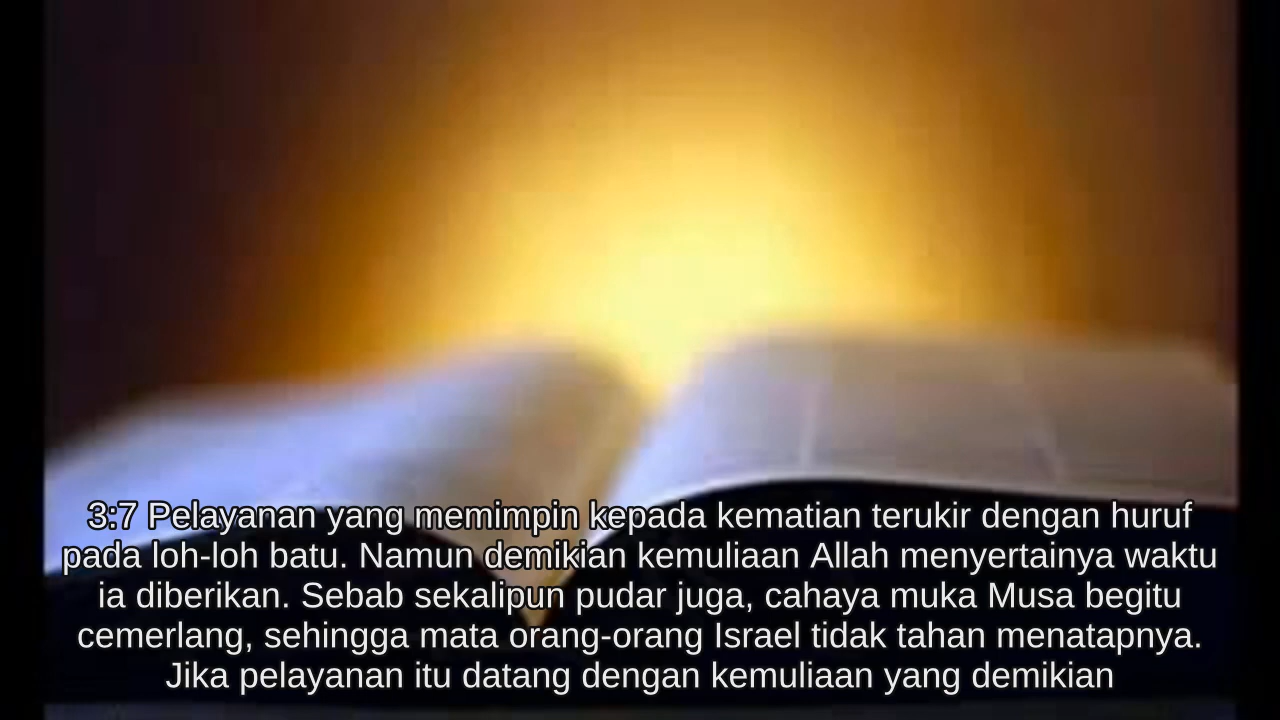 3:7 Pelayanan yang memimpin kepada kematian terukir dengan huruf
pada loh-loh batu. Namun demikian kemuliaan Allah menyertainya waktu
ia diberikan. Sebab sekalipun pudar juga, cahaya muka Musa begitu
cemerlang, sehingga mata orang-orang Israel tidak tahan menatapnya.
Jika pelayanan itu datang dengan kemuliaan yang demikian